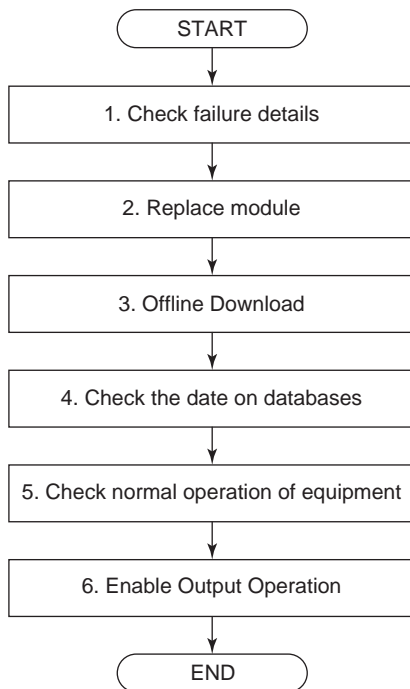 START
1. Check failure details
2. Replace module
3. Offline Download
4. Check the date on databases
5. Check normal operation of equipment
6. Enable Output Operation
END